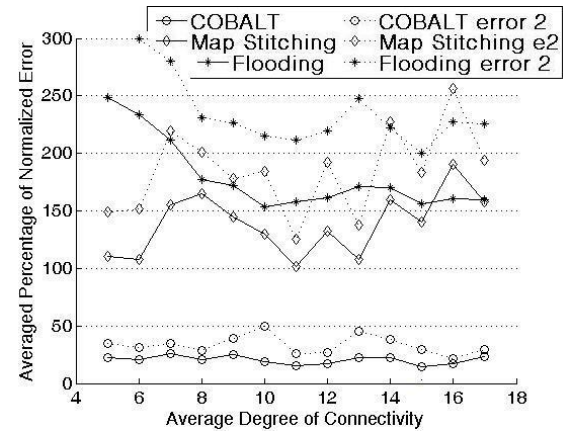 COBALT COBALT error 2
Map Stitching Map Stitching e2
Flooding Flooding error 2
300
250
200
150
100
50
0
4 6 8 10 12 14 16 18
Averaged Percentage of Normalized Error
Average Degree of Connectivity